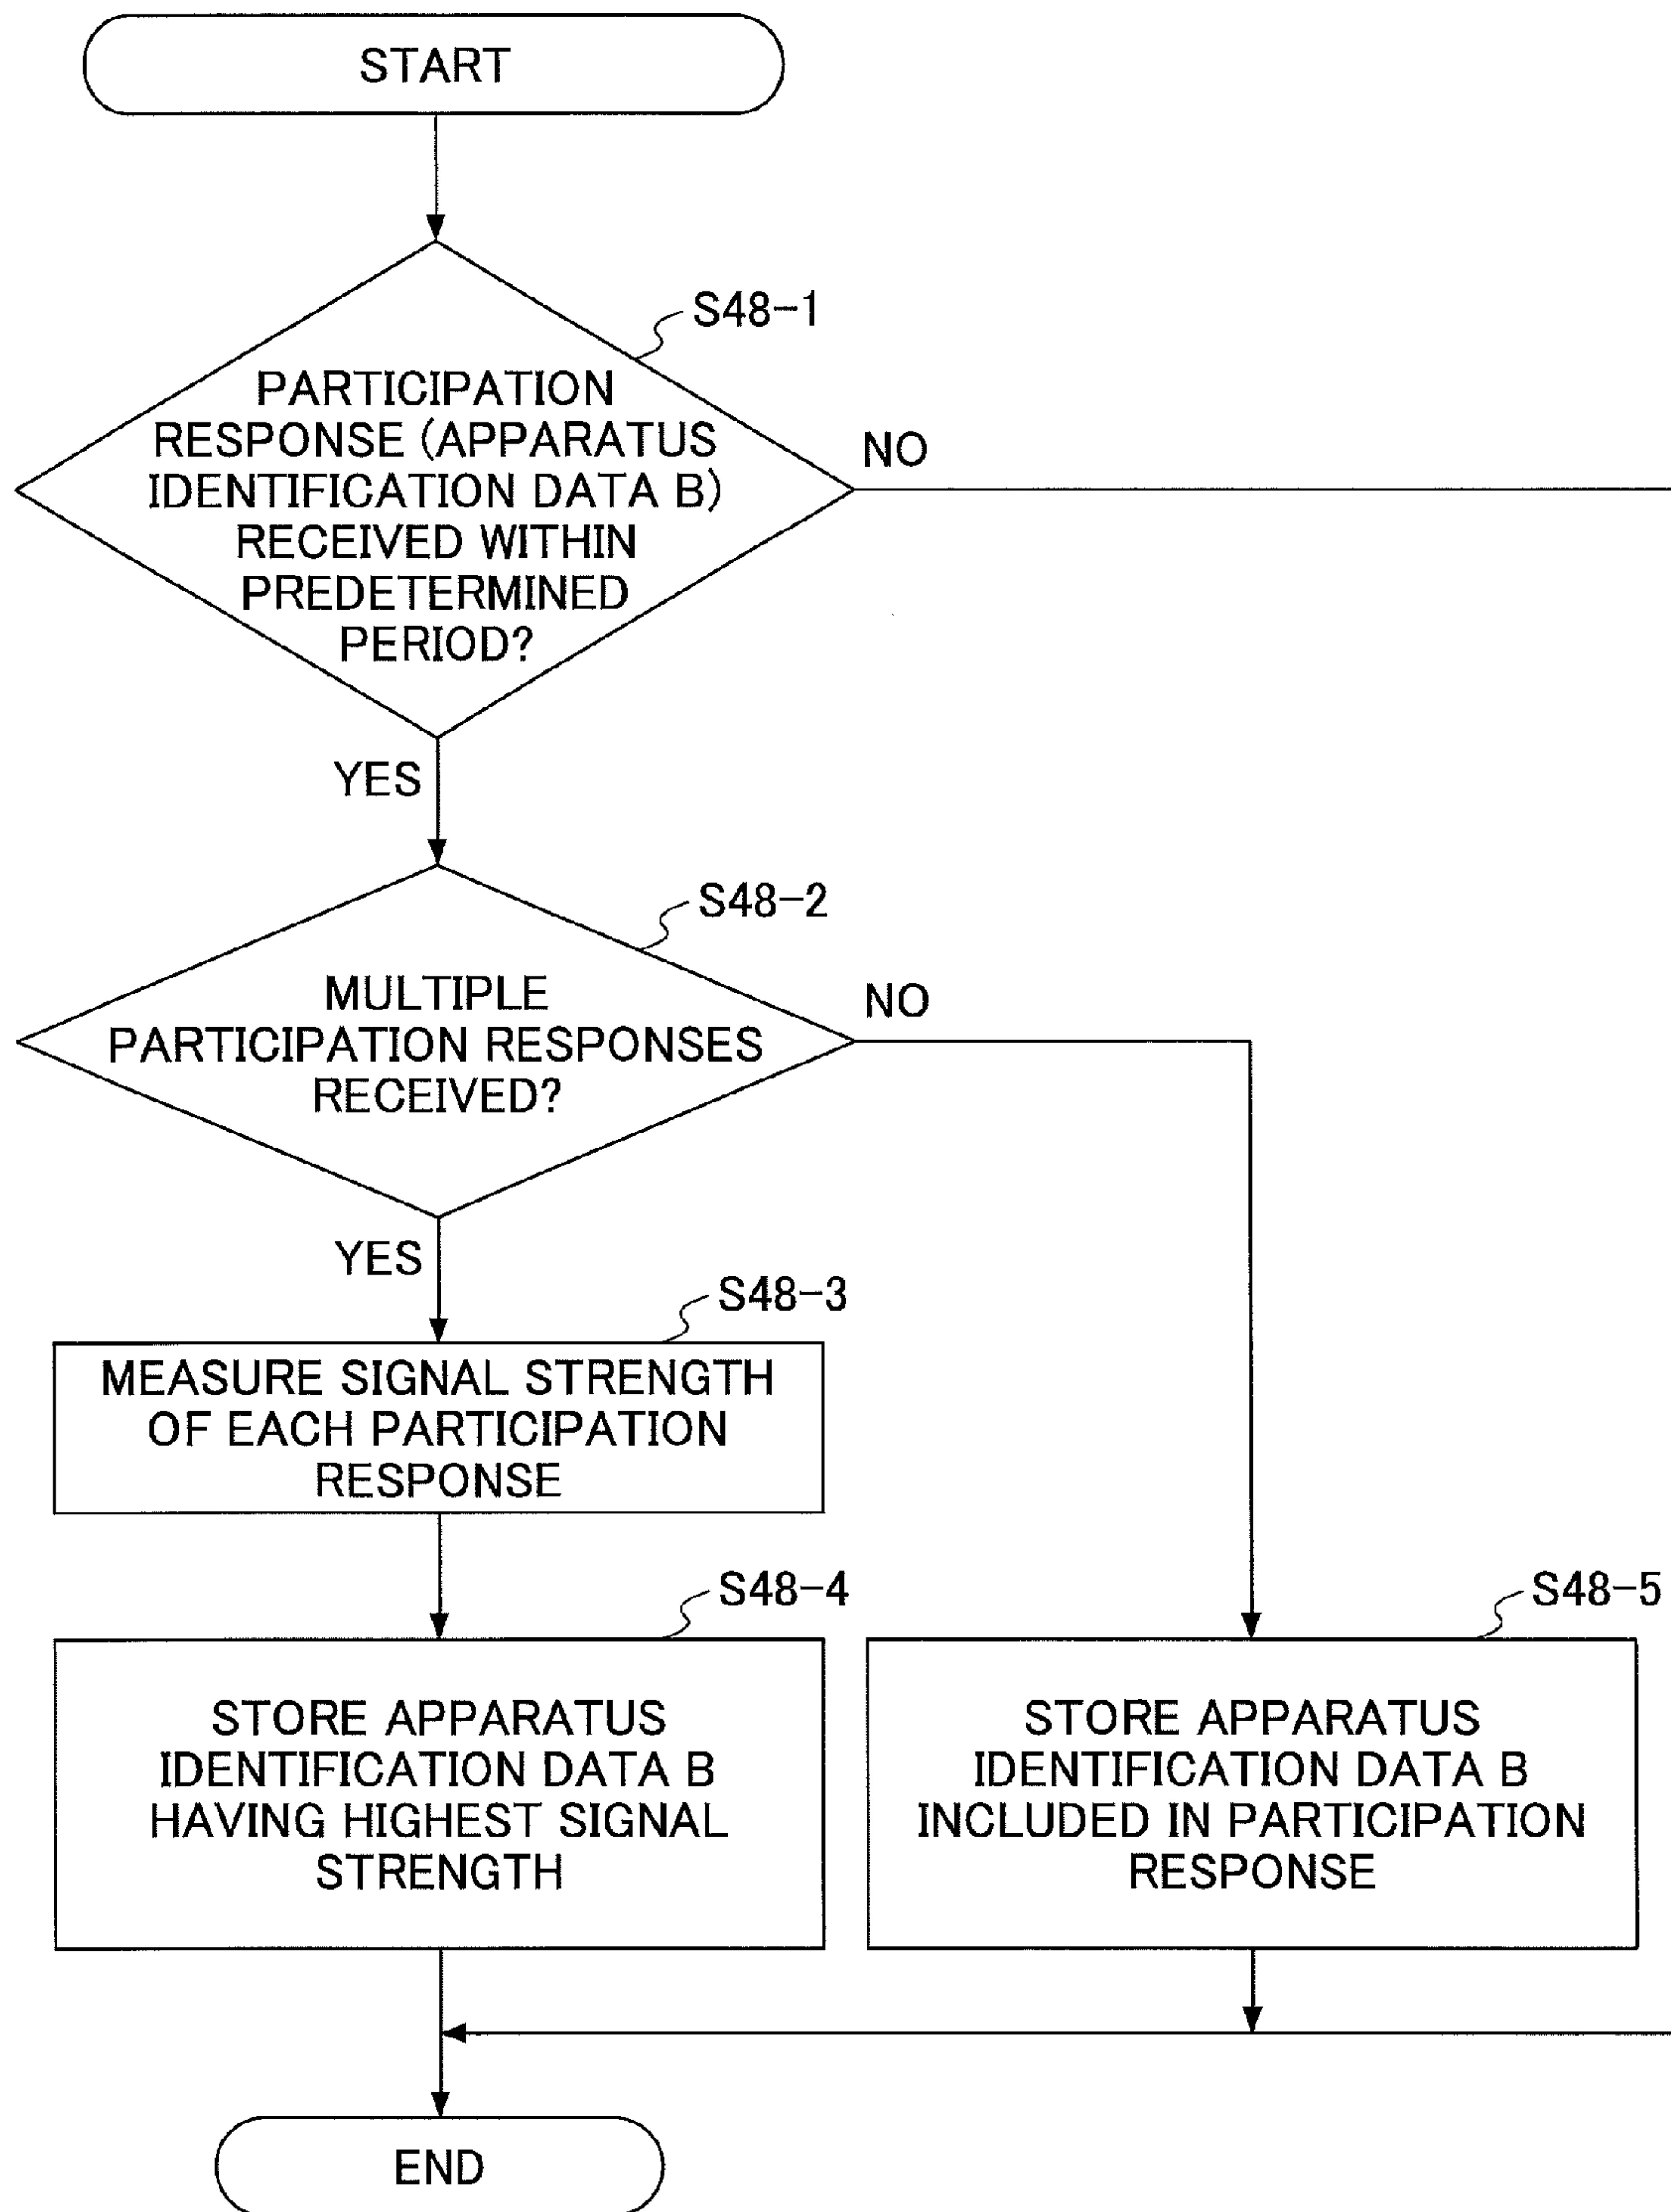 START
S48-1
PARTICIPATION
RESPONSE (APPARATUS
IDENTIFICATION DATA B)
RECEIVED WITHIN
PREDETERMINED
PERIOD?
NO
YES
S48-2
MULTIPLE
PARTICIPATION RESPONSES
RECEIVED?
NO
YES
S48-3
MEASURE SIGNAL STRENGTH
OF EACH PARTICIPATION
RESPONSE
S48-4
STORE APPARATUS
IDENTIFICATION DATA B
HAVING HIGHEST SIGNAL
STRENGTH
S48-5
STORE APPARATUS
IDENTIFICATION DATA B
INCLUDED IN PARTICIPATION
RESPONSE
END